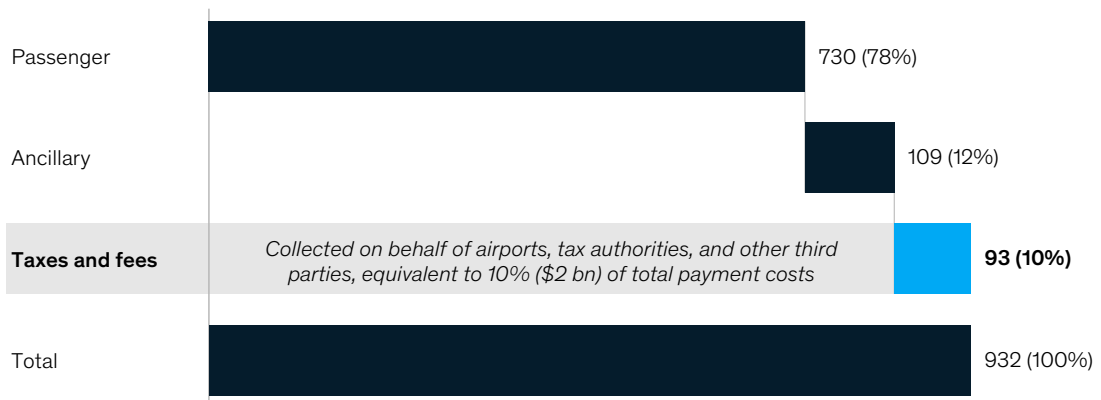 Passenger
730 (78%)
Ancillary
109 (12%)
Taxes and fees
Collected on behalf of airports, tax authorities, and other third
parties, equivalent to 10% ($2 bn) of total payment costs
93 (10%)
Total
932 (100%)